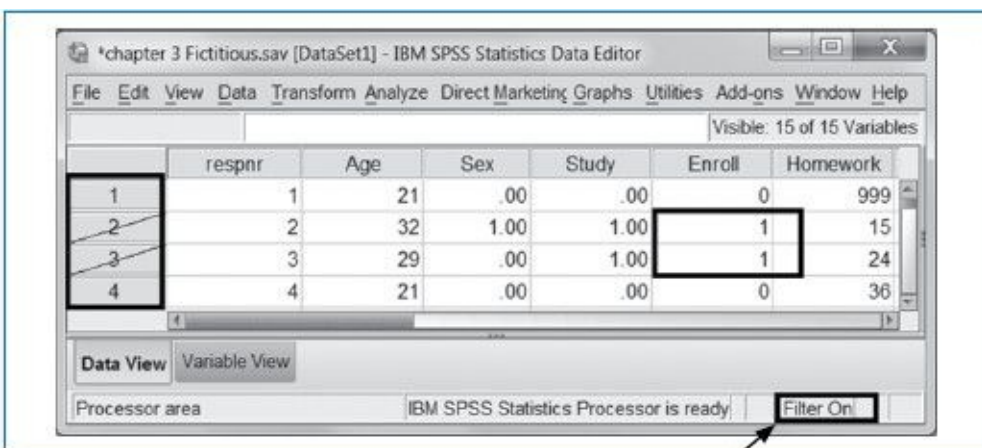 *chapter 3 Fictitious.sav [DataSet1] - IBM SPSS Statistics Data Editor
File Edit View Data Transform Analyze Direct Marketing Graphs Utilities Add-ons Window Help
Visible: 15 of 15 Variables
respnr Age Sex Study Enroll Homework
1 1 21 .00 .00 0 999
2 2 32 1.00 1.00 1 15
3 3 29 .00 1.00 1 24
4 4 21 .00 .00 0 36
Data View Variable View
Processor area IBM SPSS Statistics Processor is ready Filter On